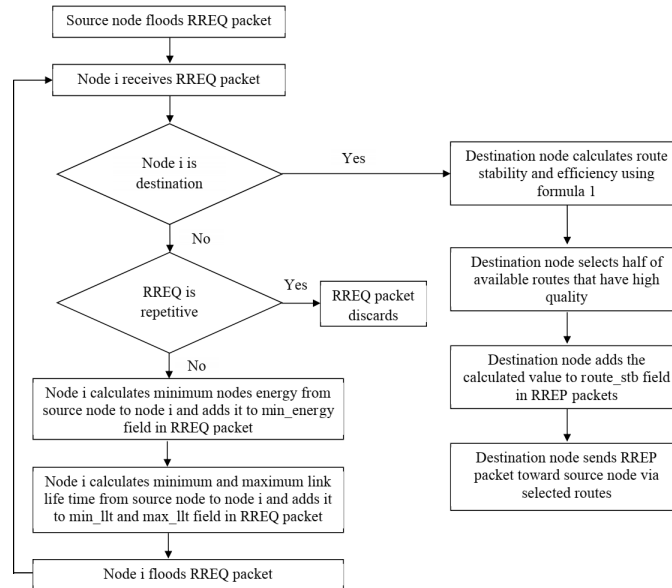 Source node floods RREQ packet
Node i receives RREQ packet
Node i is
destination
Yes
No
RREQ is
repetitive
Yes
RREQ packet
discards
No
Node i calculates minimum nodes energy from
source node to node i and adds it to min_energy
field in RREQ packet
Node i calculates minimum and maximum link
life time from source node to node i and adds it
to min_llt and max_llt field in RREQ packet
Node i floods RREQ packet
Destination node calculates route
stability and efficiency using
formula 1
Destination node selects half of
available routes that have high
quality
Destination node adds the
calculated value to route_stb field
in RREP packets
Destination node sends RREP
packet toward source node via
selected routes